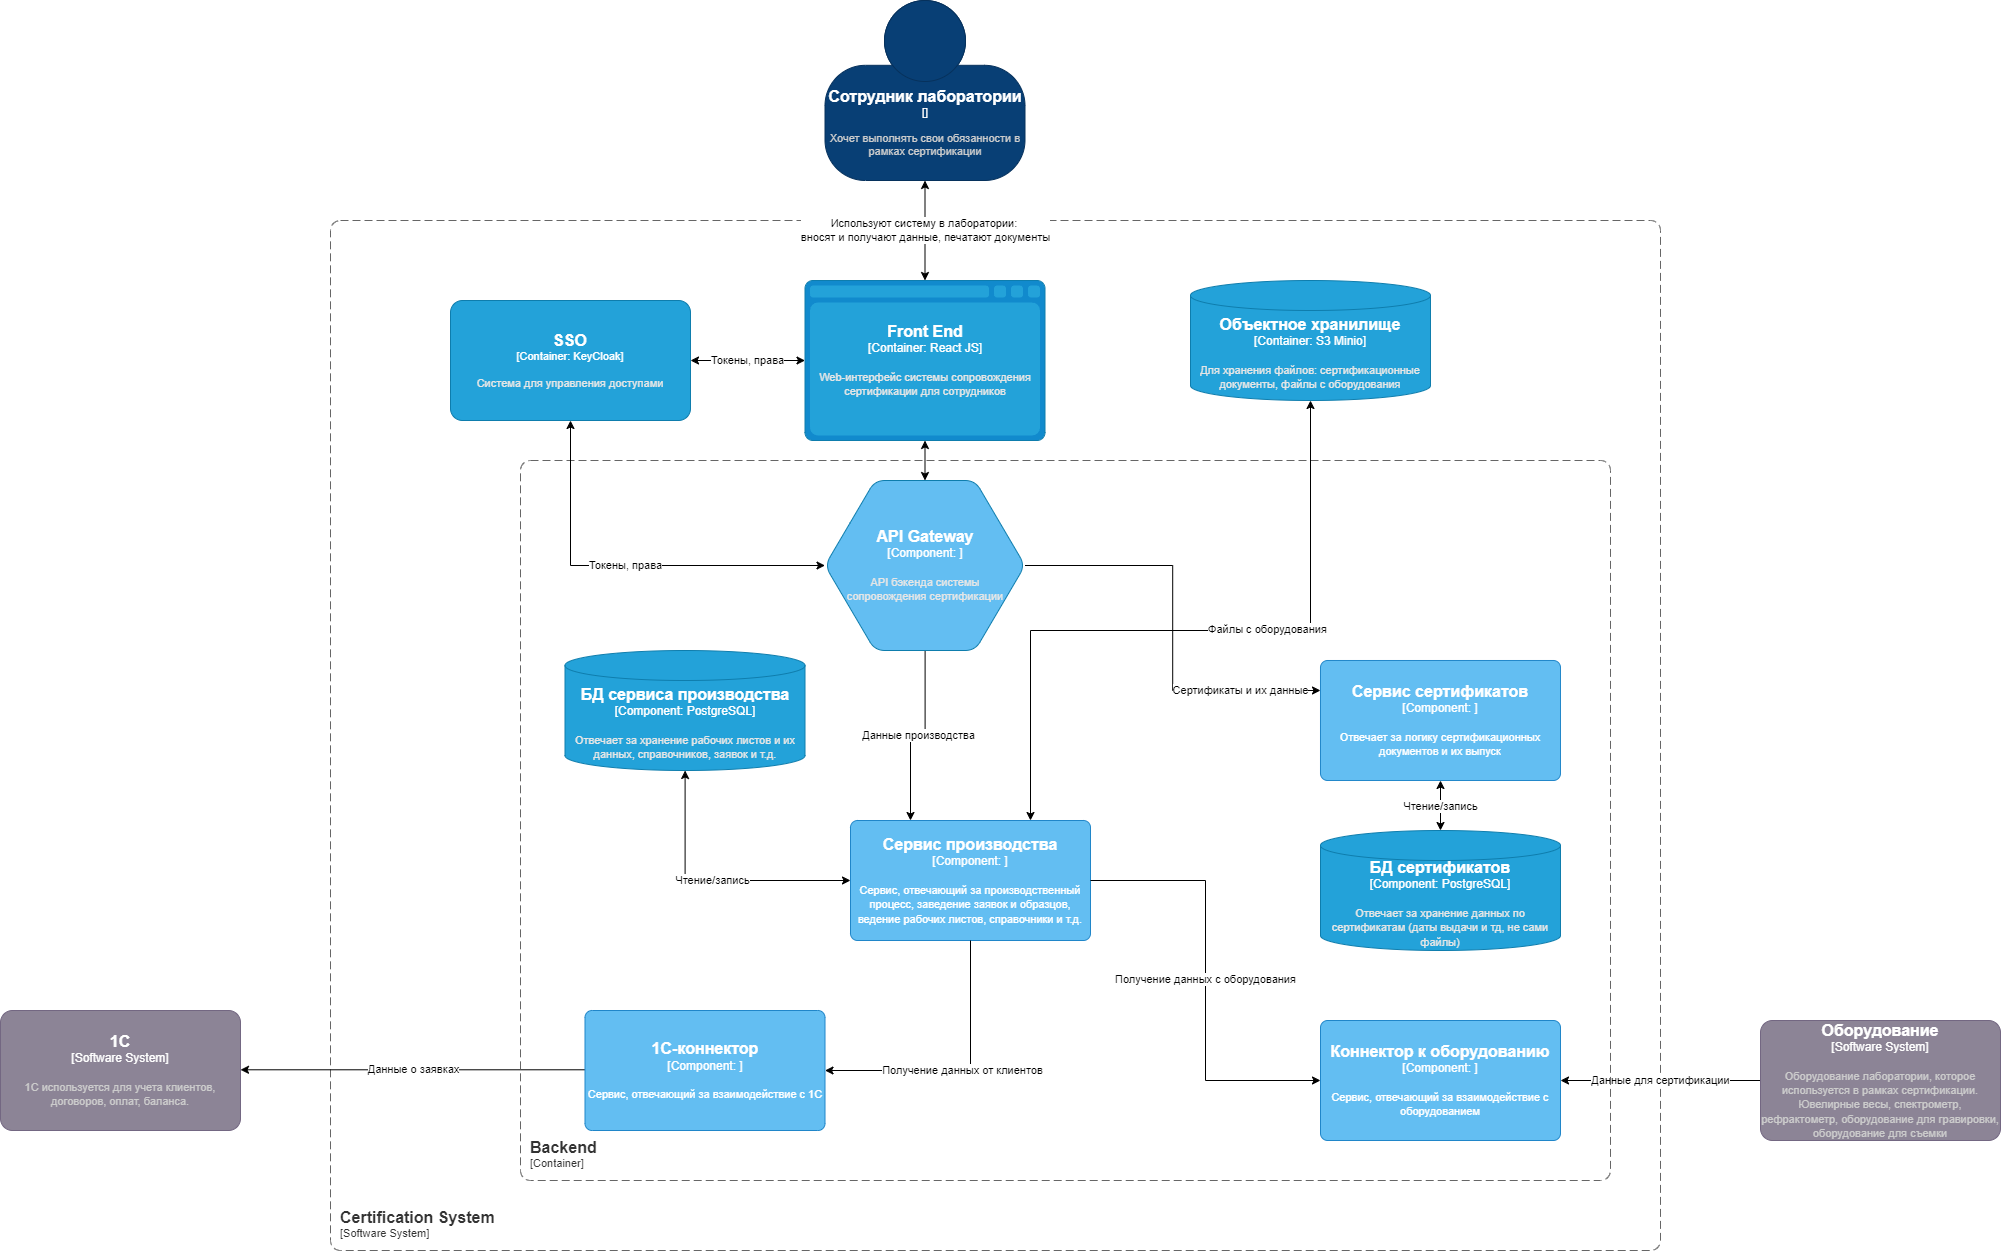 Сотрудник лаборатории
[]
Хочет выполнять свои обязанности в
рамках сертификации
Используют систему в лаборатории:
вносят и получают данные, печатают документы
SSO
[Container: KeyCloak]
Система для управления доступами
Токены, права
Front End
[Container: React JS]
Web-интерфейс системы сопровождения
сертификации для сотрудников
Объектное хранилище
[Container: S3 Minio]
Для хранения файлов: сертификационные
документы, файлы с оборудования
API Gateway
[Component: ]
API бэкенда системы
сопровождения сертификации
Токены, права
Файлы с оборудования
БД сервиса производства
[Component: PostgreSQL]
Отвечает за хранение рабочих листов и их
данных, справочников, заявок и т.д.
Данные производства
Сертификаты и их данные
Сервис сертификатов
[Component: ]
Отвечает за логику сертификационных
документов и их выпуск
Чтение/запись
БД сертификатов
[Component: PostgreSQL]
Отвечает за хранение данных по
сертификатам (даты выдачи и тд, не сами
файлы)
Чтение/запись
Сервис производства
[Component: ]
Сервис, отвечающий за производственный
процесс, заведение заявок и образцов,
ведение рабочих листов, справочники и т.д.
Получение данных с оборудования
1С
[Software System]
1С используется для учета клиентов,
договоров, оплат, баланса.
Данные о заявках
1С-коннектор
[Component: ]
Сервис, отвечающий за взаимодействие с 1С
Получение данных от клиентов
Коннектор к оборудованию
[Component: ]
Сервис, отвечающий за взаимодействие с
оборудованием
Данные для сертификации
Оборудование
[Software System]
Оборудование лаборатории, которое
используется в рамках сертификации.
Ювелирные весы, спектрометр,
рефрактометр, оборудование для гравировки,
оборудование для съемки
Backend
[Container]
Certification System
[Software System]